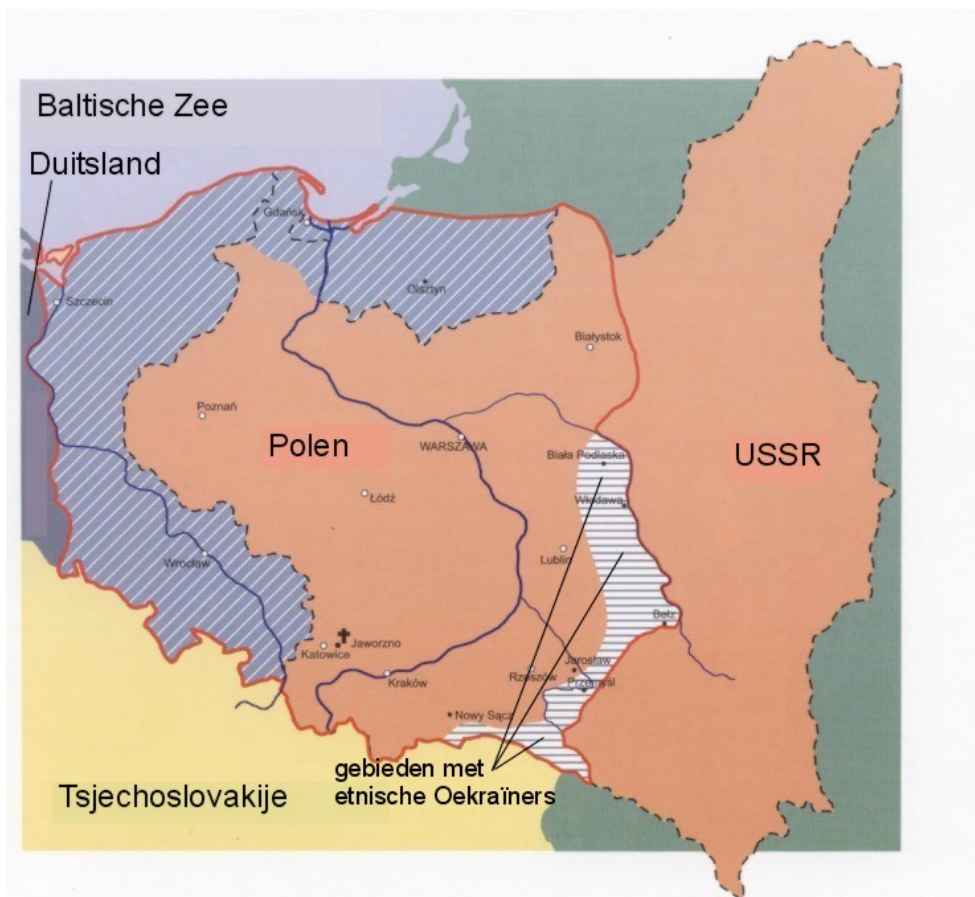 Baltische Zee
Duitsland
Gdańsk
Olsztyn
Szczecin
Białystok
Poznań
Polen
WARSZAWA
USSR
Biała Podlaska
Łódź
Włodawa
Wrocław
Lublin
Bełz
Jaworzno
Katowice
Jarosław
Kraków
Rzeszów
Przemyśl
Nowy Sącz
gebieden met
etnische Oekraïners
Tsjechoslovakije